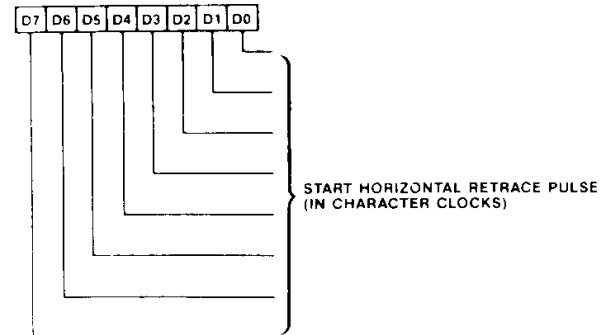 D7 D6 D5 D4 D3 D2 D1 D0
START HORIZONTAL RETRACE PULSE
(IN CHARACTER CLOCKS)